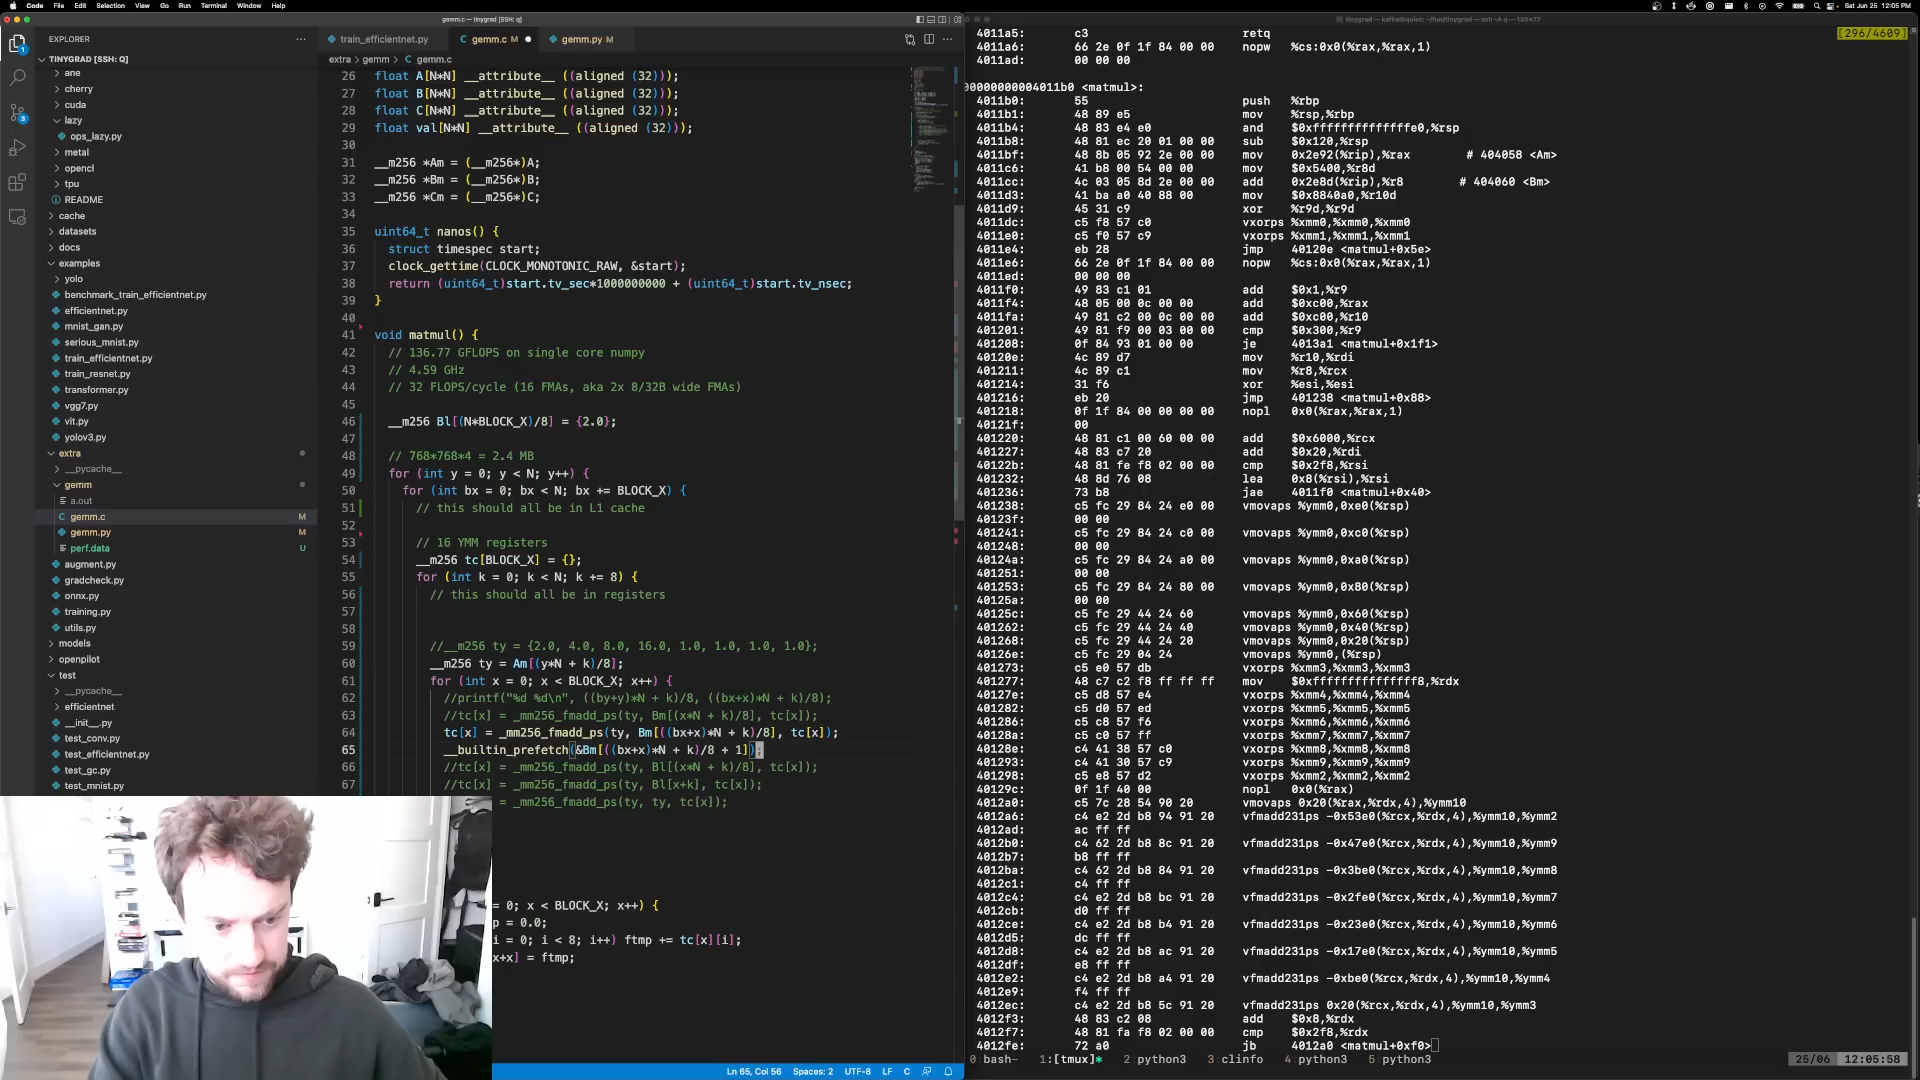 Code File Edit Selection View Go Run Terminal Window Help
Sat Jun 25 12:05 PM
gemm.c — tinygrad [SSH: q]
tinygrad — kafka@quiet: ~/fun/tinygrad — ssh -A q — 135×77
EXPLORER
TINYGRAD [SSH: Q]
ane
cherry
cuda
lazy
ops_lazy.py
metal
opencl
tpu
README
cache
datasets
docs
examples
yolo
benchmark_train_efficientnet.py
efficientnet.py
mnist_gan.py
serious_mnist.py
train_efficientnet.py
train_resnet.py
transformer.py
vgg7.py
vit.py
yolov3.py
extra
__pycache__
gemm
a.out
gemm.c M
gemm.py M
perf.data U
augment.py
gradcheck.py
onnx.py
training.py
utils.py
models
openpilot
test
__pycache__
efficientnet
__init__.py
test_conv.py
test_efficientnet.py
test_gc.py
test_mnist.py
1
3
train_efficientnet.py gemm.c M gemm.py M
extra > gemm > C gemm.c
26 float A[N*N] __attribute__ ((aligned (32)));
27 float B[N*N] __attribute__ ((aligned (32)));
28 float C[N*N] __attribute__ ((aligned (32)));
29 float val[N*N] __attribute__ ((aligned (32)));
30
31 __m256 *Am = (__m256*)A;
32 __m256 *Bm = (__m256*)B;
33 __m256 *Cm = (__m256*)C;
34
35 uint64_t nanos() {
36 struct timespec start;
37 clock_gettime(CLOCK_MONOTONIC_RAW, &start);
38 return (uint64_t)start.tv_sec*1000000000 + (uint64_t)start.tv_nsec;
39 }
40
41 void matmul() {
42 // 136.77 GFLOPS on single core numpy
43 // 4.59 GHz
44 // 32 FLOPS/cycle (16 FMAs, aka 2x 8/32B wide FMAs)
45
46 __m256 Bl[(N*BLOCK_X)/8] = {2.0};
47
48 // 768*768*4 = 2.4 MB
49 for (int y = 0; y < N; y++) {
50 for (int bx = 0; bx < N; bx += BLOCK_X) {
51 // this should all be in L1 cache
52
53 // 16 YMM registers
54 __m256 tc[BLOCK_X] = {};
55 for (int k = 0; k < N; k += 8) {
56 // this should all be in registers
57
58
59 //__m256 ty = {2.0, 4.0, 8.0, 16.0, 1.0, 1.0, 1.0, 1.0};
60 __m256 ty = Am[(y*N + k)/8];
61 for (int x = 0; x < BLOCK_X; x++) {
62 //printf("%d %d\n", ((by+y)*N + k)/8, ((bx+x)*N + k)/8);
63 //tc[x] = _mm256_fmadd_ps(ty, Bm[(x*N + k)/8], tc[x]);
64 tc[x] = _mm256_fmadd_ps(ty, Bm[((bx+x)*N + k)/8], tc[x]);
65 __builtin_prefetch(&Bm[((bx+x)*N + k)/8 + 1]);
66 //tc[x] = _mm256_fmadd_ps(ty, Bl[(x*N + k)/8], tc[x]);
67 //tc[x] = _mm256_fmadd_ps(ty, Bl[x+k], tc[x]);
= _mm256_fmadd_ps(ty, ty, tc[x]);
= 0; x < BLOCK_X; x++) {
p = 0.0;
i = 0; i < 8; i++) ftmp += tc[x][i];
x+x] = ftmp;
Ln 65, Col 56 Spaces: 2 UTF-8 LF C
[296/4609]
4011a5: c3 retq
4011a6: 66 2e 0f 1f 84 00 00 nopw %cs:0x0(%rax,%rax,1)
4011ad: 00 00 00
00000000004011b0 <matmul>:
4011b0: 55 push %rbp
4011b1: 48 89 e5 mov %rsp,%rbp
4011b4: 48 83 e4 e0 and $0xffffffffffffffe0,%rsp
4011b8: 48 81 ec 20 01 00 00 sub $0x120,%rsp
4011bf: 48 8b 05 92 2e 00 00 mov 0x2e92(%rip),%rax # 404058 <Am>
4011c6: 41 b8 00 54 00 00 mov $0x5400,%r8d
4011cc: 4c 03 05 8d 2e 00 00 add 0x2e8d(%rip),%r8 # 404060 <Bm>
4011d3: 41 ba a0 40 88 00 mov $0x8840a0,%r10d
4011d9: 45 31 c9 xor %r9d,%r9d
4011dc: c5 f8 57 c0 vxorps %xmm0,%xmm0,%xmm0
4011e0: c5 f0 57 c9 vxorps %xmm1,%xmm1,%xmm1
4011e4: eb 28 jmp 40120e <matmul+0x5e>
4011e6: 66 2e 0f 1f 84 00 00 nopw %cs:0x0(%rax,%rax,1)
4011ed: 00 00 00
4011f0: 49 83 c1 01 add $0x1,%r9
4011f4: 48 05 00 0c 00 00 add $0xc00,%rax
4011fa: 49 81 c2 00 0c 00 00 add $0xc00,%r10
401201: 49 81 f9 00 03 00 00 cmp $0x300,%r9
401208: 0f 84 93 01 00 00 je 4013a1 <matmul+0x1f1>
40120e: 4c 89 d7 mov %r10,%rdi
401211: 4c 89 c1 mov %r8,%rcx
401214: 31 f6 xor %esi,%esi
401216: eb 20 jmp 401238 <matmul+0x88>
401218: 0f 1f 84 00 00 00 00 nopl 0x0(%rax,%rax,1)
40121f: 00
401220: 48 81 c1 00 60 00 00 add $0x6000,%rcx
401227: 48 83 c7 20 add $0x20,%rdi
40122b: 48 81 fe f8 02 00 00 cmp $0x2f8,%rsi
401232: 48 8d 76 08 lea 0x8(%rsi),%rsi
401236: 73 b8 jae 4011f0 <matmul+0x40>
401238: c5 fc 29 84 24 e0 00 vmovaps %ymm0,0xe0(%rsp)
40123f: 00 00
401241: c5 fc 29 84 24 c0 00 vmovaps %ymm0,0xc0(%rsp)
401248: 00 00
40124a: c5 fc 29 84 24 a0 00 vmovaps %ymm0,0xa0(%rsp)
401251: 00 00
401253: c5 fc 29 84 24 80 00 vmovaps %ymm0,0x80(%rsp)
40125a: 00 00
40125c: c5 fc 29 44 24 60 vmovaps %ymm0,0x60(%rsp)
401262: c5 fc 29 44 24 40 vmovaps %ymm0,0x40(%rsp)
401268: c5 fc 29 44 24 20 vmovaps %ymm0,0x20(%rsp)
40126e: c5 fc 29 04 24 vmovaps %ymm0,(%rsp)
401273: c5 e0 57 db vxorps %xmm3,%xmm3,%xmm3
401277: 48 c7 c2 f8 ff ff ff mov $0xfffffffffffffff8,%rdx
40127e: c5 d8 57 e4 vxorps %xmm4,%xmm4,%xmm4
401282: c5 d0 57 ed vxorps %xmm5,%xmm5,%xmm5
401286: c5 c8 57 f6 vxorps %xmm6,%xmm6,%xmm6
40128a: c5 c0 57 ff vxorps %xmm7,%xmm7,%xmm7
40128e: c4 41 38 57 c0 vxorps %xmm8,%xmm8,%xmm8
401293: c4 41 30 57 c9 vxorps %xmm9,%xmm9,%xmm9
401298: c5 e8 57 d2 vxorps %xmm2,%xmm2,%xmm2
40129c: 0f 1f 40 00 nopl 0x0(%rax)
4012a0: c5 7c 28 54 90 20 vmovaps 0x20(%rax,%rdx,4),%ymm10
4012a6: c4 e2 2d b8 94 91 20 vfmadd231ps -0x53e0(%rcx,%rdx,4),%ymm10,%ymm2
4012ad: ac ff ff
4012b0: c4 62 2d b8 8c 91 20 vfmadd231ps -0x47e0(%rcx,%rdx,4),%ymm10,%ymm9
4012b7: b8 ff ff
4012ba: c4 62 2d b8 84 91 20 vfmadd231ps -0x3be0(%rcx,%rdx,4),%ymm10,%ymm8
4012c1: c4 ff ff
4012c4: c4 e2 2d b8 bc 91 20 vfmadd231ps -0x2fe0(%rcx,%rdx,4),%ymm10,%ymm7
4012cb: d0 ff ff
4012ce: c4 e2 2d b8 b4 91 20 vfmadd231ps -0x23e0(%rcx,%rdx,4),%ymm10,%ymm6
4012d5: dc ff ff
4012d8: c4 e2 2d b8 ac 91 20 vfmadd231ps -0x17e0(%rcx,%rdx,4),%ymm10,%ymm5
4012df: e8 ff ff
4012e2: c4 e2 2d b8 a4 91 20 vfmadd231ps -0xbe0(%rcx,%rdx,4),%ymm10,%ymm4
4012e9: f4 ff ff
4012ec: c4 e2 2d b8 5c 91 20 vfmadd231ps 0x20(%rcx,%rdx,4),%ymm10,%ymm3
4012f3: 48 83 c2 08 add $0x8,%rdx
4012f7: 48 81 fa f8 02 00 00 cmp $0x2f8,%rdx
4012fe: 72 a0 jb 4012a0 <matmul+0xf0>
0 bash- 1:[tmux]* 2 python3 3 clinfo 4 python3 5 python3 25/06 12:05:58